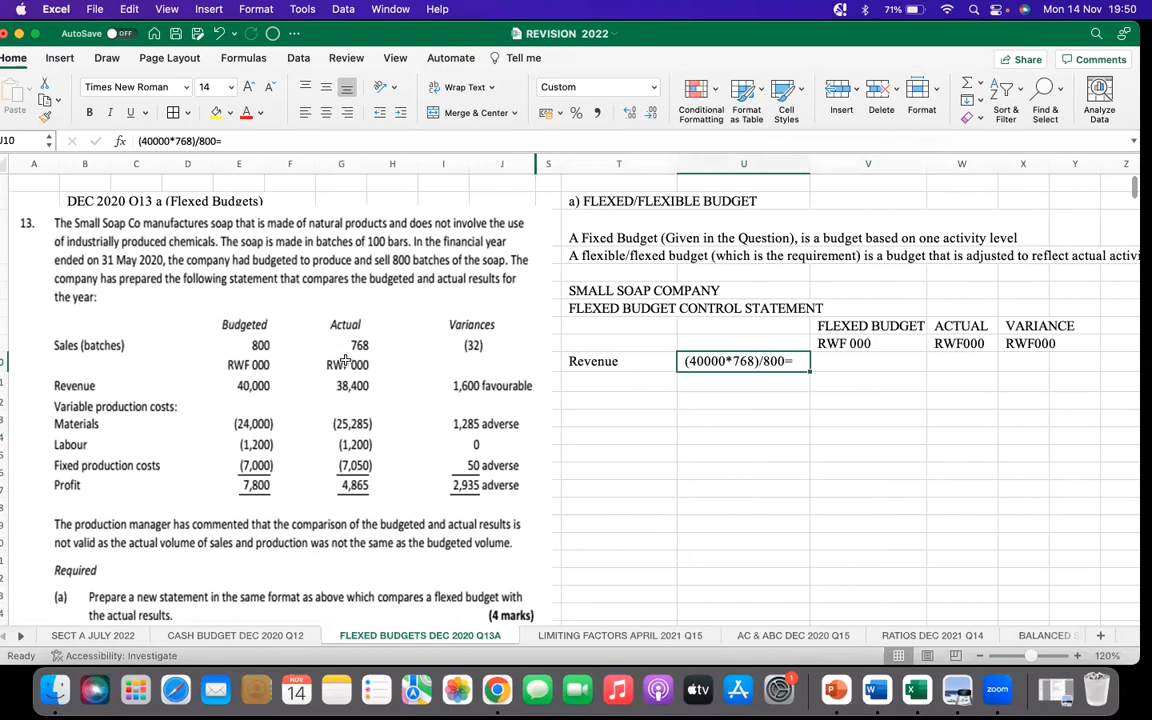 Excel File Edit View Insert Format Tools Data Window Help 71% Mon 14 Nov 19:50
AutoSave OFF REVISION 2022
Home Insert Draw Page Layout Formulas Data Review View Automate Tell me Share Comments
Paste Times New Roman 14 Wrap Text Custom
B I U Merge & Center Conditional Formatting Format as Table Cell Styles Insert Delete Format Sort & Filter Find & Select Analyze Data
J10 fx (40000*768)/800=
A B C D E F G H I J S T U V W X Y Z
DEC 2020 Q13 a (Flexed Budgets)
13. The Small Soap Co manufactures soap that is made of natural products and does not involve the use
of industrially produced chemicals. The soap is made in batches of 100 bars. In the financial year
ended on 31 May 2020, the company had budgeted to produce and sell 800 batches of the soap. The
company has prepared the following statement that compares the budgeted and actual results for
the year:
Budgeted Actual Variances
Sales (batches) 800 768 (32)
RWF 000 RWF 000
Revenue 40,000 38,400 1,600 favourable
Variable production costs:
Materials (24,000) (25,285) 1,285 adverse
Labour (1,200) (1,200) 0
Fixed production costs (7,000) (7,050) 50 adverse
Profit 7,800 4,865 2,935 adverse
The production manager has commented that the comparison of the budgeted and actual results is
not valid as the actual volume of sales and production was not the same as the budgeted volume.
Required
(a) Prepare a new statement in the same format as above which compares a flexed budget with
the actual results. (4 marks)
a) FLEXED/FLEXIBLE BUDGET
A Fixed Budget (Given in the Question), is a budget based on one activity level
A flexible/flexed budget (which is the requirement) is a budget that is adjusted to reflect actual activi
SMALL SOAP COMPANY
FLEXED BUDGET CONTROL STATEMENT
FLEXED BUDGET ACTUAL VARIANCE
RWF 000 RWF000 RWF000
Revenue (40000*768)/800=
SECT A JULY 2022 CASH BUDGET DEC 2020 Q12 FLEXED BUDGETS DEC 2020 Q13A LIMITING FACTORS APRIL 2021 Q15 AC & ABC DEC 2020 Q15 RATIOS DEC 2021 Q14 BALANCED S
Ready Accessibility: Investigate 120%
NOV 14 tv 1 P W X zoom